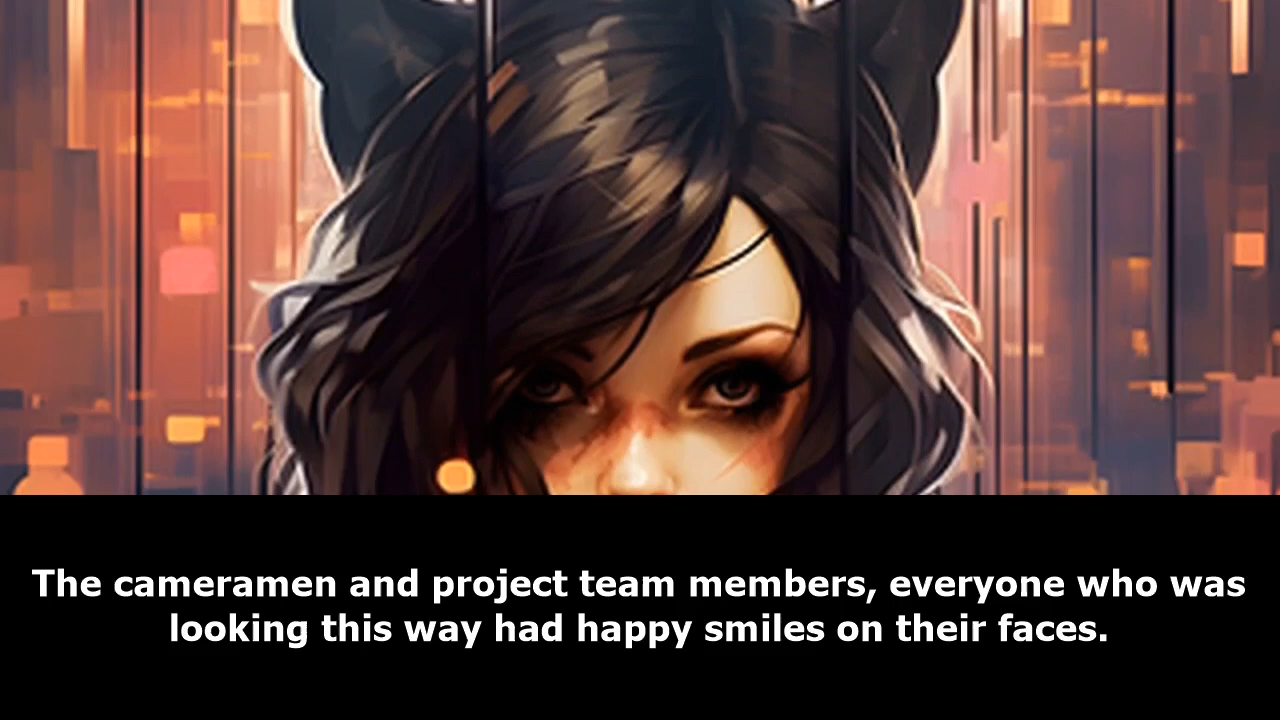 The cameramen and project team members, everyone who was
looking this way had happy smiles on their faces.